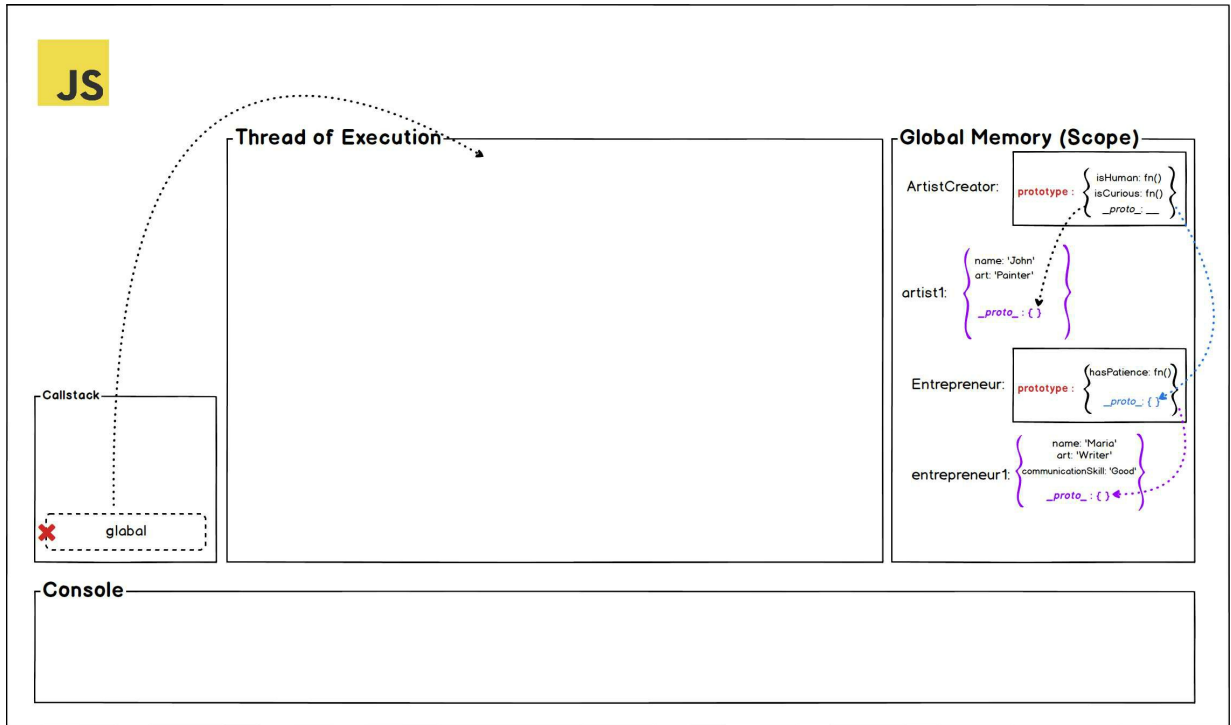 JS
Thread of Execution
Global Memory (Scope)
ArtistCreator:
prototype :
isHuman: fn()
isCurious: fn()
_proto_: __
artist1:
name: 'John'
art: 'Painter'
_proto_ : { }
Entrepreneur:
prototype :
hasPatience: fn()
_proto_: { }
entrepreneur1:
name: 'Maria'
art: 'Writer'
communicationSkill: 'Good'
_proto_ : { }
Callstack
glabal
Console